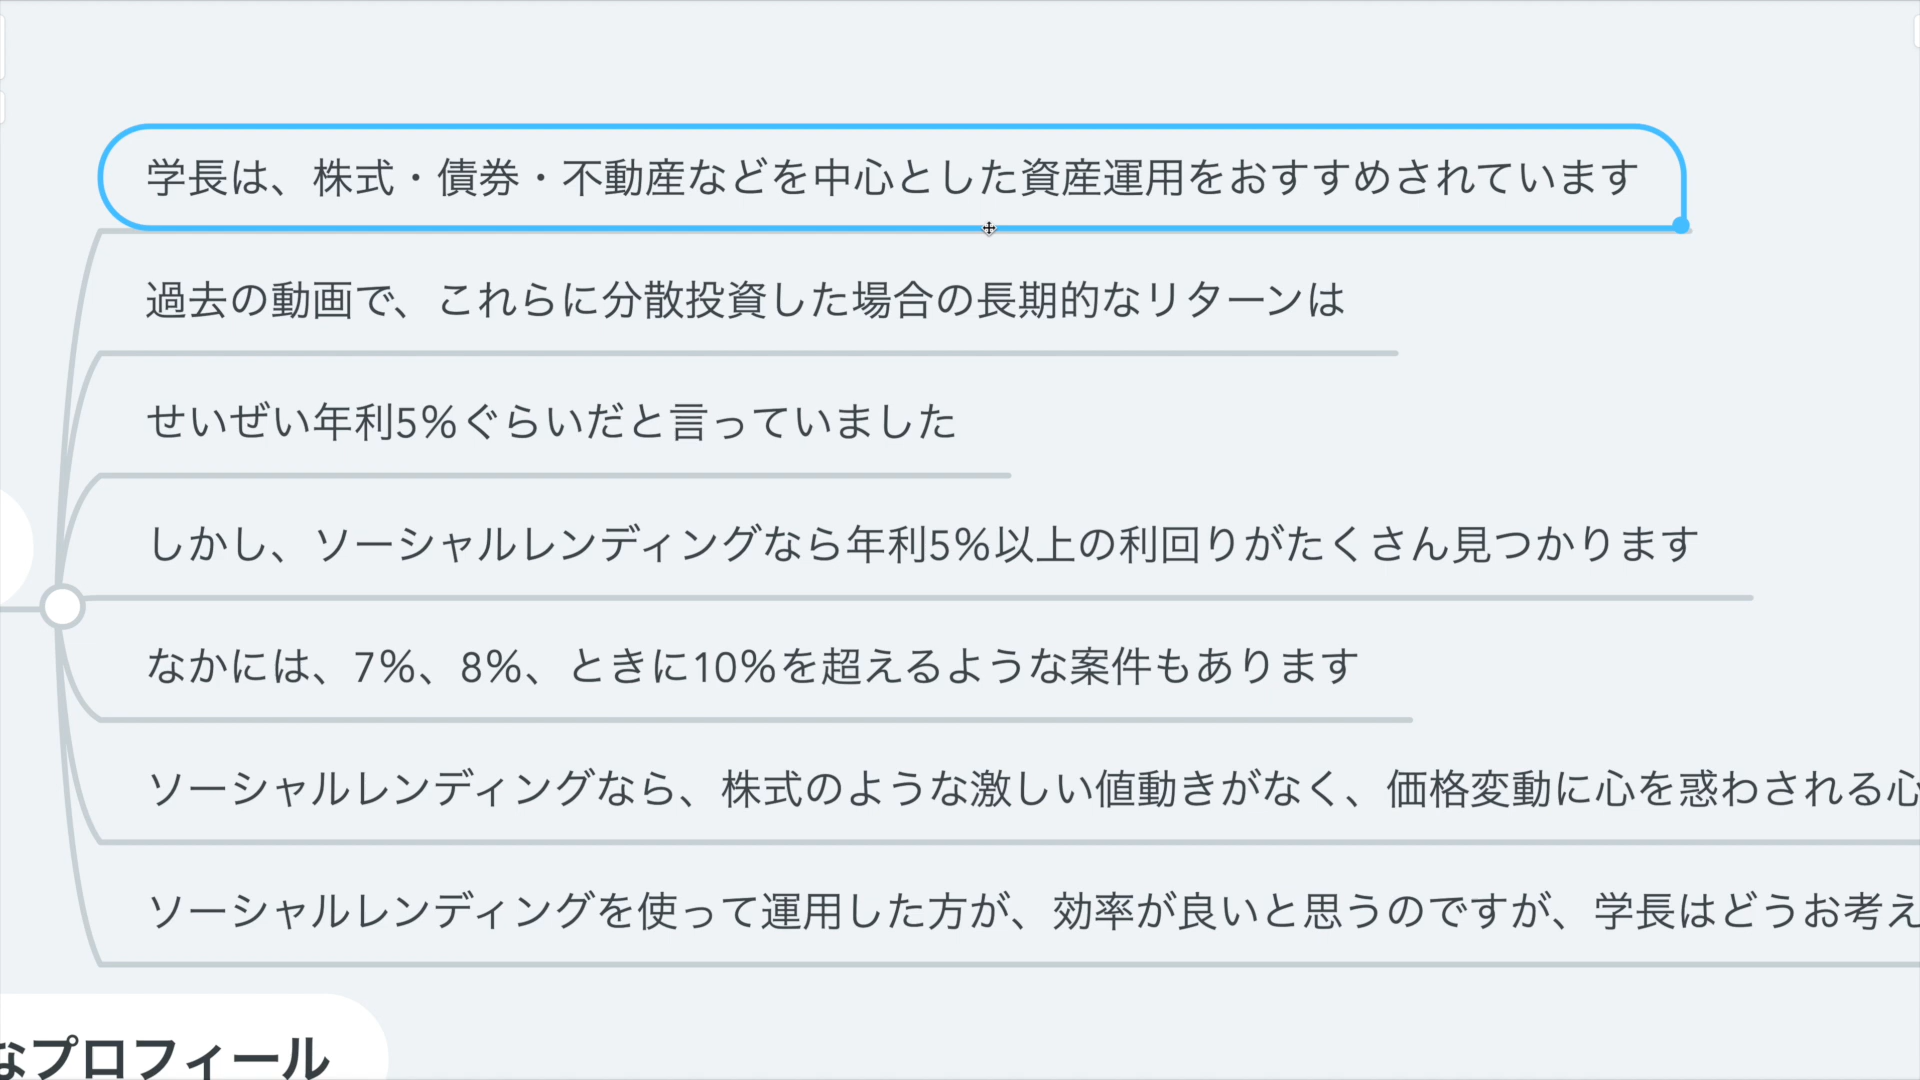 学長は、株式・債券・不動産などを中心とした資産運用をおすすめされています
過去の動画で、これらに分散投資した場合の長期的なリターンは
せいぜい年利5%ぐらいだと言っていました
しかし、ソーシャルレンディングなら年利5%以上の利回りがたくさん見つかります
なかには、7%、8%、ときに10%を超えるような案件もあります
ソーシャルレンディングなら、株式のような激しい値動きがなく、価格変動に心を惑わされる心
ソーシャルレンディングを使って運用した方が、効率が良いと思うのですが、学長はどうお考え
なプロフィール